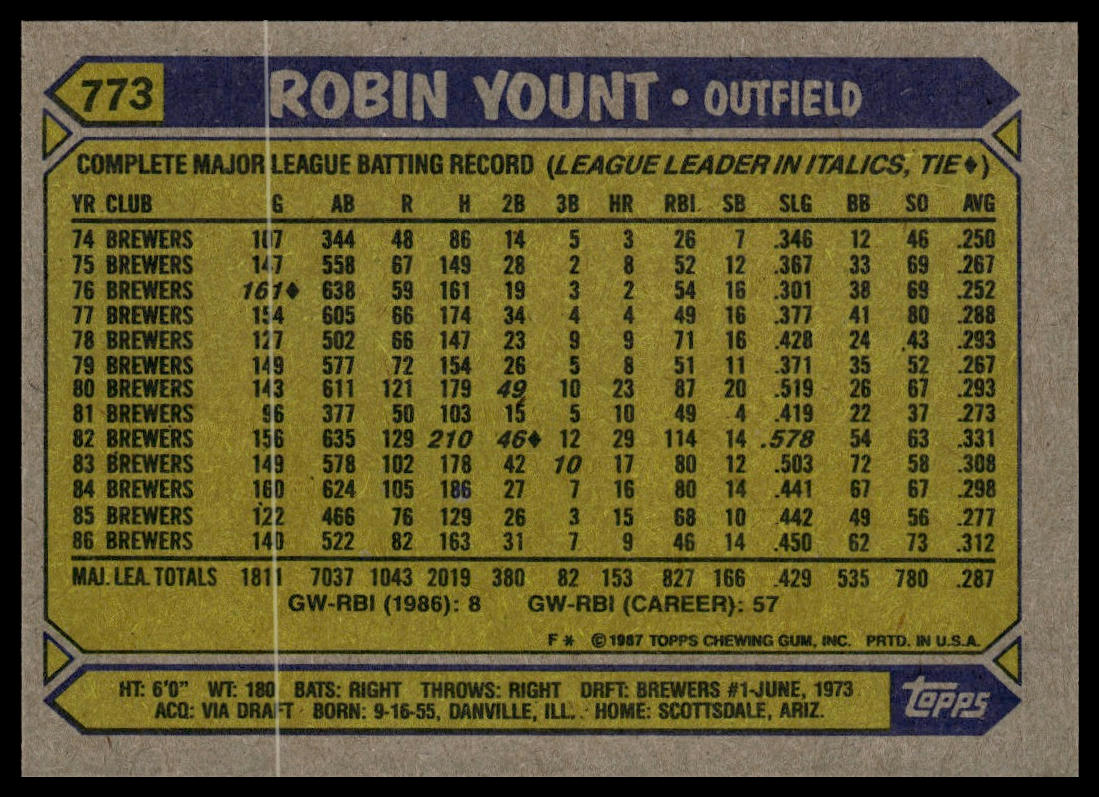 773 ROBIN YOUNT • OUTFIELD
COMPLETE MAJOR LEAGUE BATTING RECORD (LEAGUE LEADER IN ITALICS, TIE♦)
YR CLUB G AB R H 2B 3B HR RBI SB SLG BB SO AVG
74 BREWERS 107 344 48 86 14 5 3 26 7 .346 12 46 .250
75 BREWERS 147 558 67 149 28 2 8 52 12 .367 33 69 .267
76 BREWERS 161♦ 638 59 161 19 3 2 54 16 .301 38 69 .252
77 BREWERS 154 605 66 174 34 4 4 49 16 .377 41 80 .288
78 BREWERS 127 502 66 147 23 9 9 71 16 .428 24 43 .293
79 BREWERS 149 577 72 154 26 5 8 51 11 .371 35 52 .267
80 BREWERS 143 611 121 179 49 10 23 87 20 .519 26 67 .293
81 BREWERS 96 377 50 103 15 5 10 49 4 .419 22 37 .273
82 BREWERS 156 635 129 210 46♦ 12 29 114 14 .578 54 63 .331
83 BREWERS 149 578 102 178 42 10 17 80 12 .503 72 58 .308
84 BREWERS 160 624 105 186 27 7 16 80 14 .441 67 67 .298
85 BREWERS 122 466 76 129 26 3 15 68 10 .442 49 56 .277
86 BREWERS 140 522 82 163 31 7 9 46 14 .450 62 73 .312
MAJ. LEA. TOTALS 1811 7037 1043 2019 380 82 153 827 166 .429 535 780 .287
GW-RBI (1986): 8 GW-RBI (CAREER): 57
F * © 1987 TOPPS CHEWING GUM, INC. PRTD. IN U.S.A.
HT: 6'0" WT: 180 BATS: RIGHT THROWS: RIGHT DRFT: BREWERS #1-JUNE, 1973
ACQ: VIA DRAFT · BORN: 9-16-55, DANVILLE, ILL. · HOME: SCOTTSDALE, ARIZ.
topps